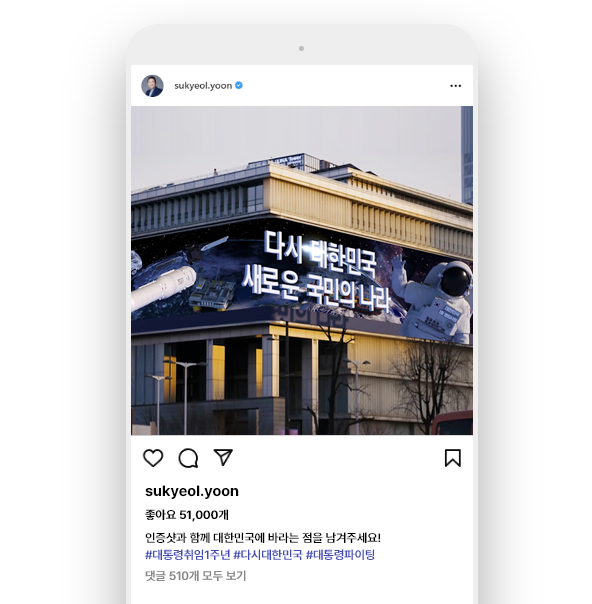 sukyeol.yoon
다시 대한민국
새로운 국민의 나라
sukyeol.yoon
좋아요 51,000개
인증샷과 함께 대한민국에 바라는 점을 남겨주세요!
#대통령취임1주년 #다시대한민국 #대통령파이팅
댓글 510개 모두 보기